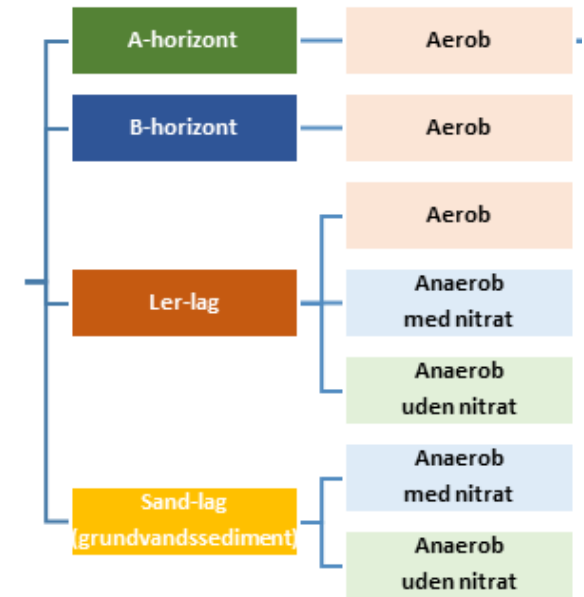 A-horizont
Aerob
B-horizont
Aerob
Ler-lag
Aerob
Anaerob
med nitrat
Anaerob
uden nitrat
Sand-lag
(grundvandssediment)
Anaerob
med nitrat
Anaerob
uden nitrat